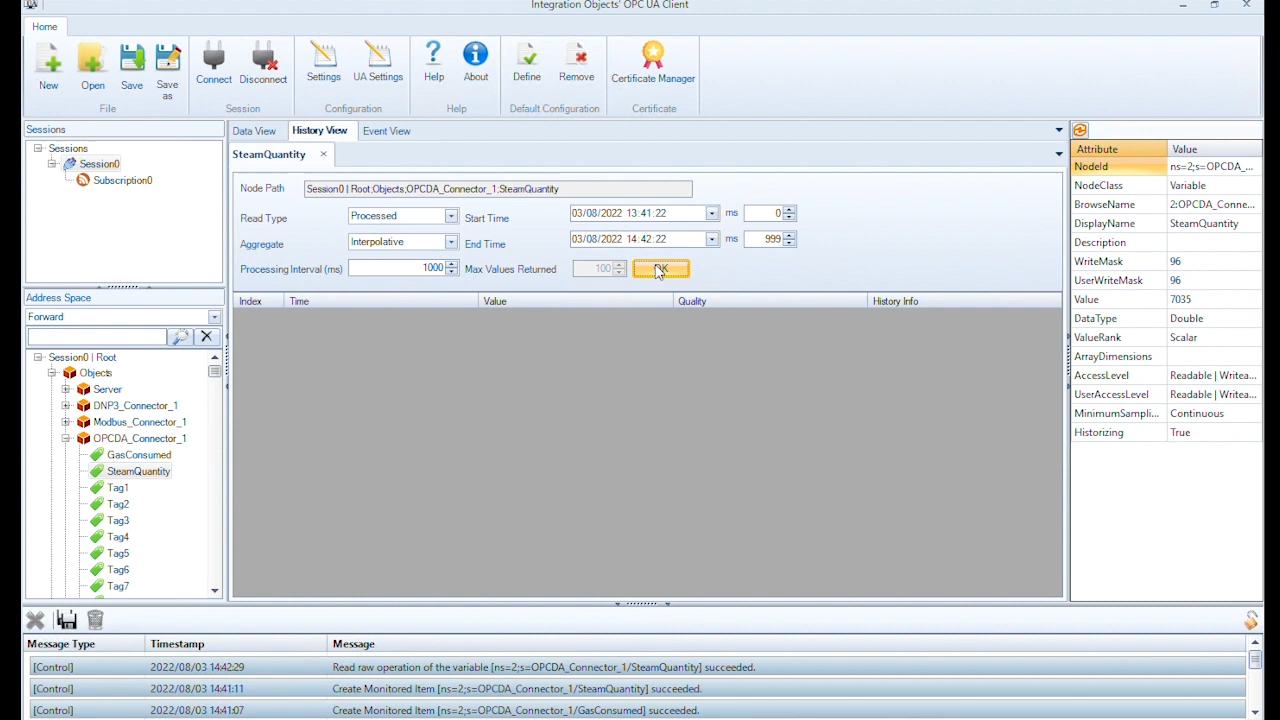 Integration Objects' OPC UA Client
Home
New
Open
Save
Save as
Connect
Disconnect
Settings
UA Settings
Help
About
Define
Remove
Certificate Manager
File
Session
Configuration
Help
Default Configuration
Certificate
Sessions
Sessions
Session0
Subscription0
Address Space
Forward
Session0 | Root
Objects
Server
DNP3_Connector_1
Modbus_Connector_1
OPCDA_Connector_1
GasConsumed
SteamQuantity
Tag1
Tag2
Tag3
Tag4
Tag5
Tag6
Tag7
Data View
History View
Event View
SteamQuantity
Node Path Session0 | Root;Objects;OPCDA_Connector_1;SteamQuantity
Read Type Processed Start Time 03/08/2022 13:41:22 ms 0
Aggregate Interpolative End Time 03/08/2022 14:42:22 ms 999
Processing Interval (ms) 1000 Max Values Returned 100
Index Time Value Quality History Info
Attribute Value
NodeId ns=2;s=OPCDA_...
NodeClass Variable
BrowseName 2:OPCDA_Conne...
DisplayName SteamQuantity
Description
WriteMask 96
UserWriteMask 96
Value 7035
DataType Double
ValueRank Scalar
ArrayDimensions
AccessLevel Readable | Writea...
UserAccessLevel Readable | Writea...
MinimumSampli... Continuous
Historizing True
Message Type Timestamp Message
[Control] 2022/08/03 14:42:29 Read raw operation of the variable [ns=2;s=OPCDA_Connector_1/SteamQuantity] succeeded.
[Control] 2022/08/03 14:41:11 Create Monitored Item [ns=2;s=OPCDA_Connector_1/SteamQuantity] succeeded.
[Control] 2022/08/03 14:41:07 Create Monitored Item [ns=2;s=OPCDA_Connector_1/GasConsumed] succeeded.